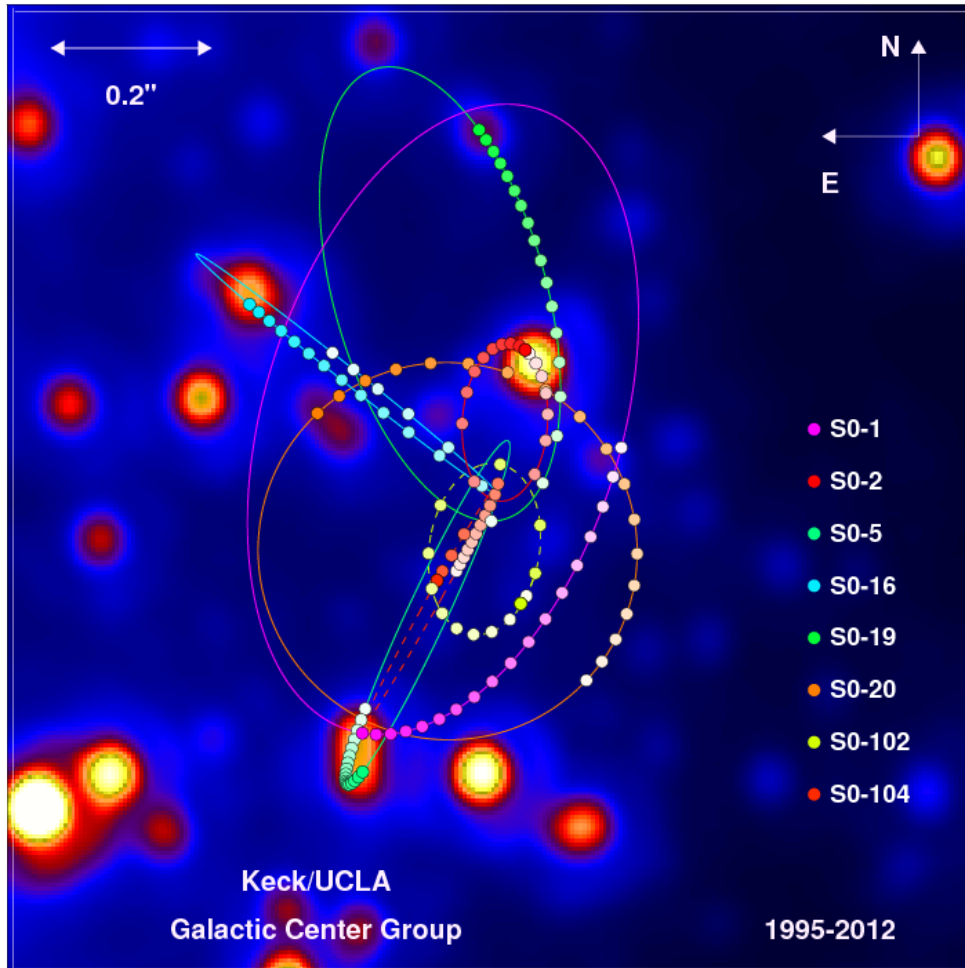 0.2"
N
E
S0-1
S0-2
S0-5
S0-16
S0-19
S0-20
S0-102
S0-104
Keck/UCLA
Galactic Center Group
1995-2012